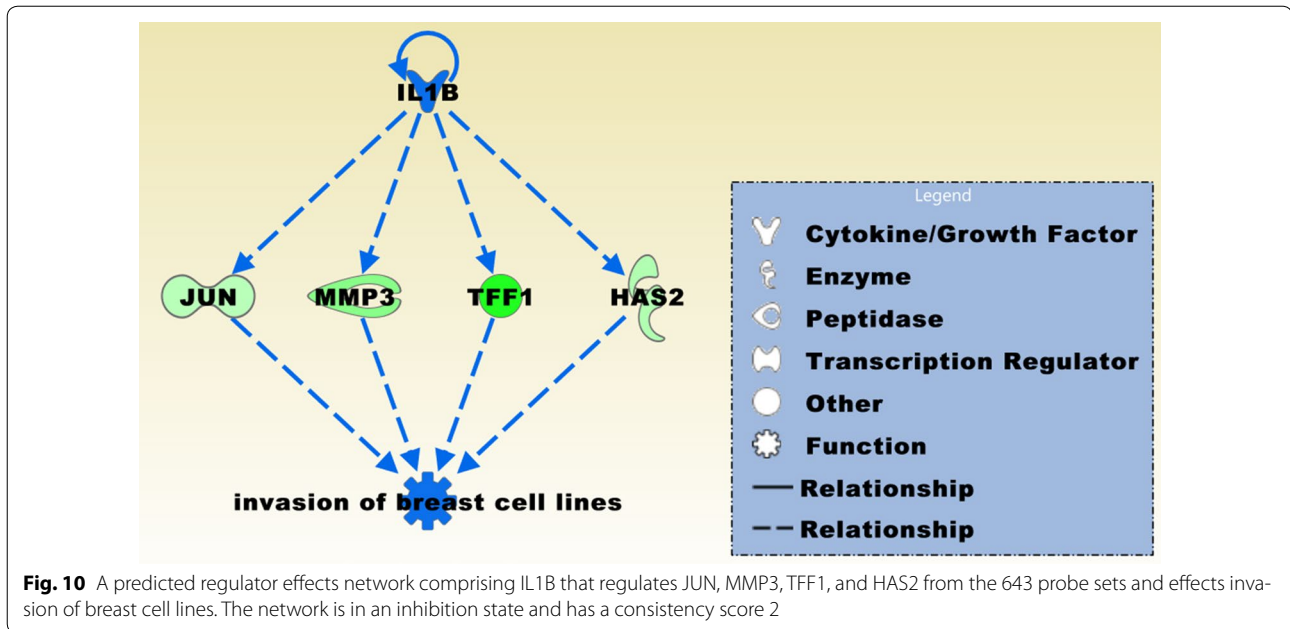 IL1B
JUN MMP3 TFF1 HAS2
invasion of breast cell lines
Legend
Cytokine/Growth Factor
Enzyme
Peptidase
Transcription Regulator
Other
Function
Relationship
Relationship
Fig. 10 A predicted regulator effects network comprising IL1B that regulates JUN, MMP3, TFF1, and HAS2 from the 643 probe sets and effects inva-
sion of breast cell lines. The network is in an inhibition state and has a consistency score 2